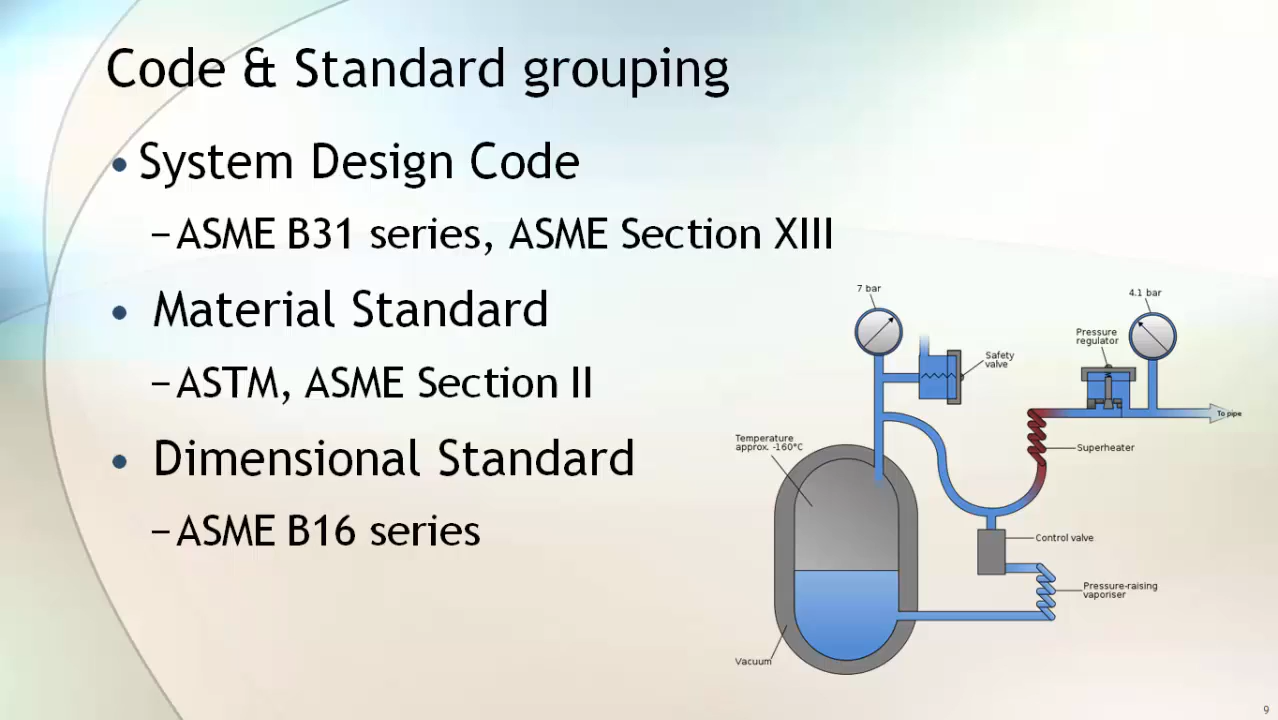 Code & Standard grouping
• System Design Code
–ASME B31 series, ASME Section XIII
• Material Standard
–ASTM, ASME Section II
• Dimensional Standard
–ASME B16 series
7 bar
4.1 bar
Pressure
regulator
Safety
valve
To pipe
Temperature
approx. -160°C
Superheater
Control valve
Pressure-raising
vaporiser
Vacuum
9